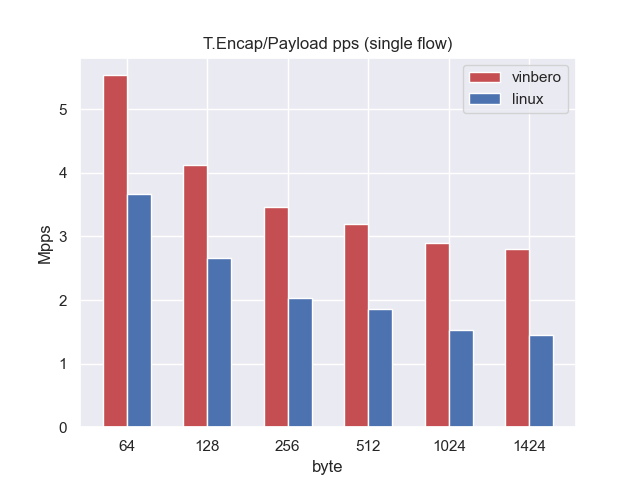 T.Encap/Payload pps (single flow)
vinbero
linux
Mpps
5
4
3
2
1
0
64 128 256 512 1024 1424
byte